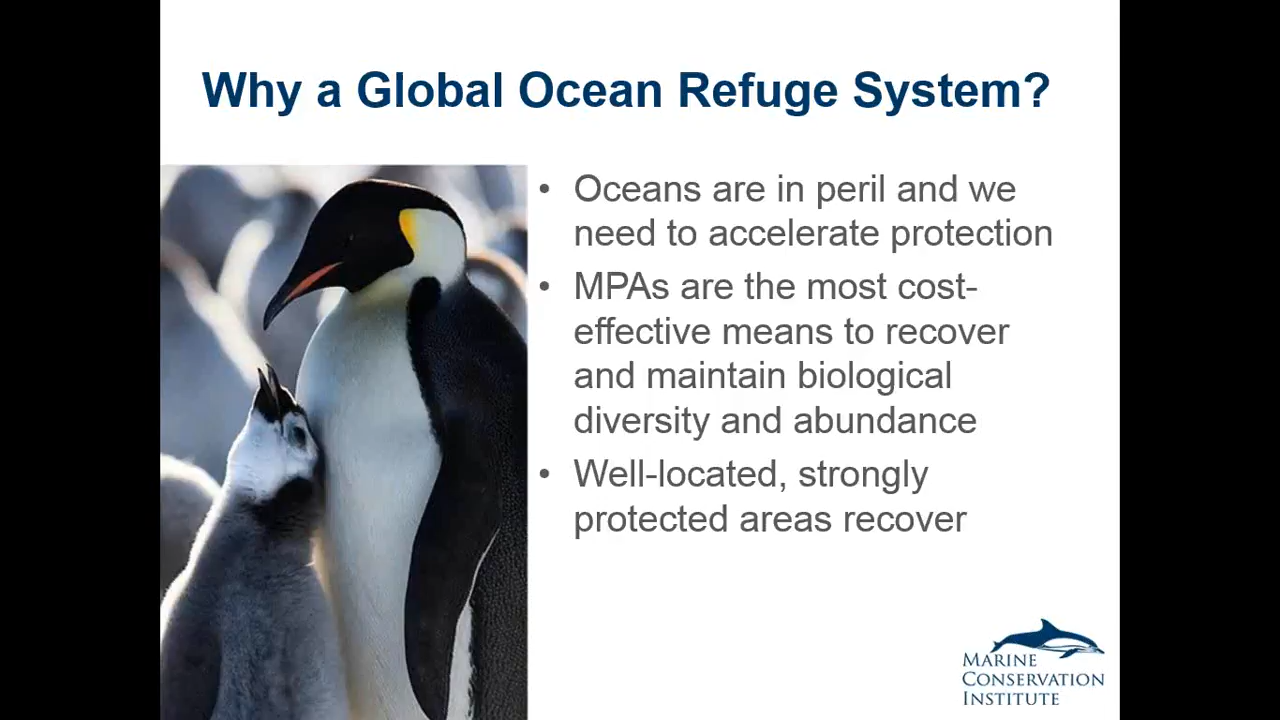 Why a Global Ocean Refuge System?
• Oceans are in peril and we
need to accelerate protection
• MPAs are the most cost-
effective means to recover
and maintain biological
diversity and abundance
• Well-located, strongly
protected areas recover
MARINE
CONSERVATION
INSTITUTE